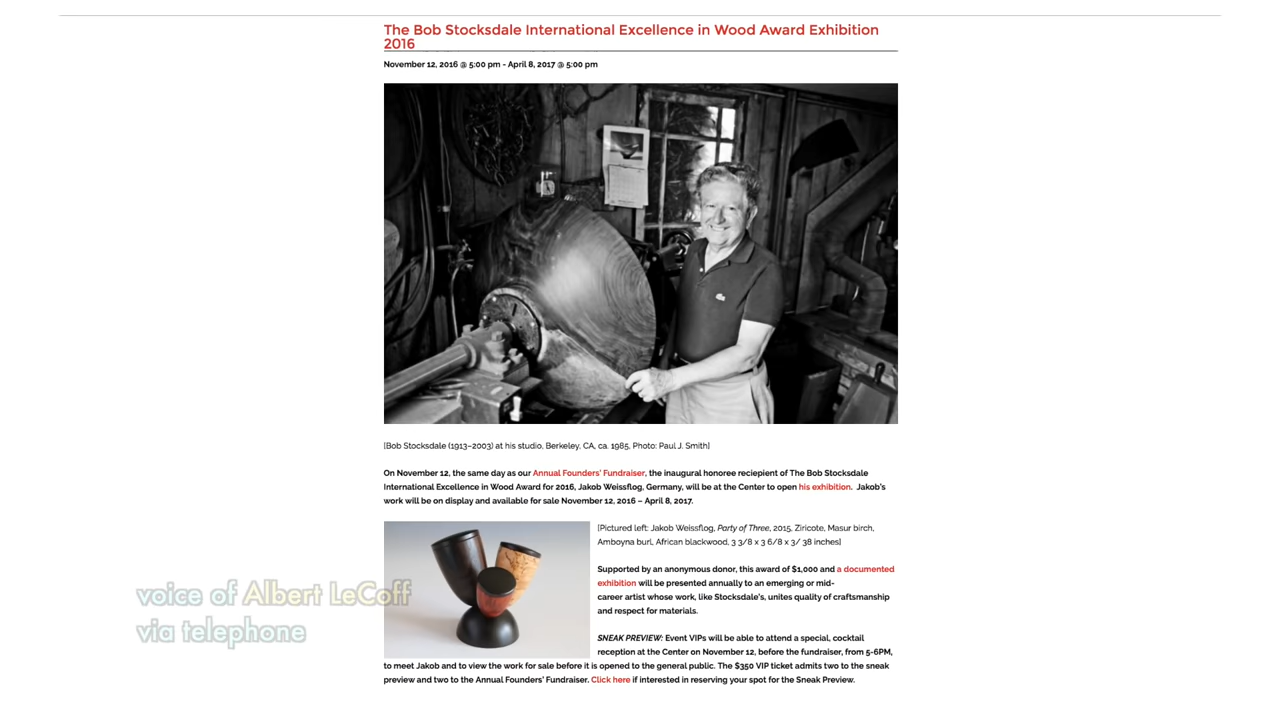 The Bob Stocksdale International Excellence in Wood Award Exhibition
2016
November 12, 2016 @ 5:00 pm - April 8, 2017 @ 5:00 pm
[Bob Stocksdale (1913–2003) at his studio, Berkeley, CA, ca. 1985, Photo: Paul J. Smith]
On November 12, the same day as our Annual Founders' Fundraiser, the inaugural honoree reciepient of The Bob Stocksdale
International Excellence in Wood Award for 2016, Jakob Weissflog, Germany, will be at the Center to open his exhibition. Jakob's
work will be on display and available for sale November 12, 2016 – April 8, 2017.
[Pictured left: Jakob Weissflog, Party of Three, 2015, Ziricote, Masur birch,
Amboyna burl, African blackwood, 3 3/8 x 3 6/8 x 3/ 38 inches]
Supported by an anonymous donor, this award of $1,000 and a documented
exhibition will be presented annually to an emerging or mid-
career artist whose work, like Stocksdale's, unites quality of craftsmanship
and respect for materials.
SNEAK PREVIEW: Event VIPs will be able to attend a special, cocktail
reception at the Center on November 12, before the fundraiser, from 5-6PM,
to meet Jakob and to view the work for sale before it is opened to the general public. The $350 VIP ticket admits two to the sneak
preview and two to the Annual Founders' Fundraiser. Click here if interested in reserving your spot for the Sneak Preview.
voice of Albert LeCoff
via telephone